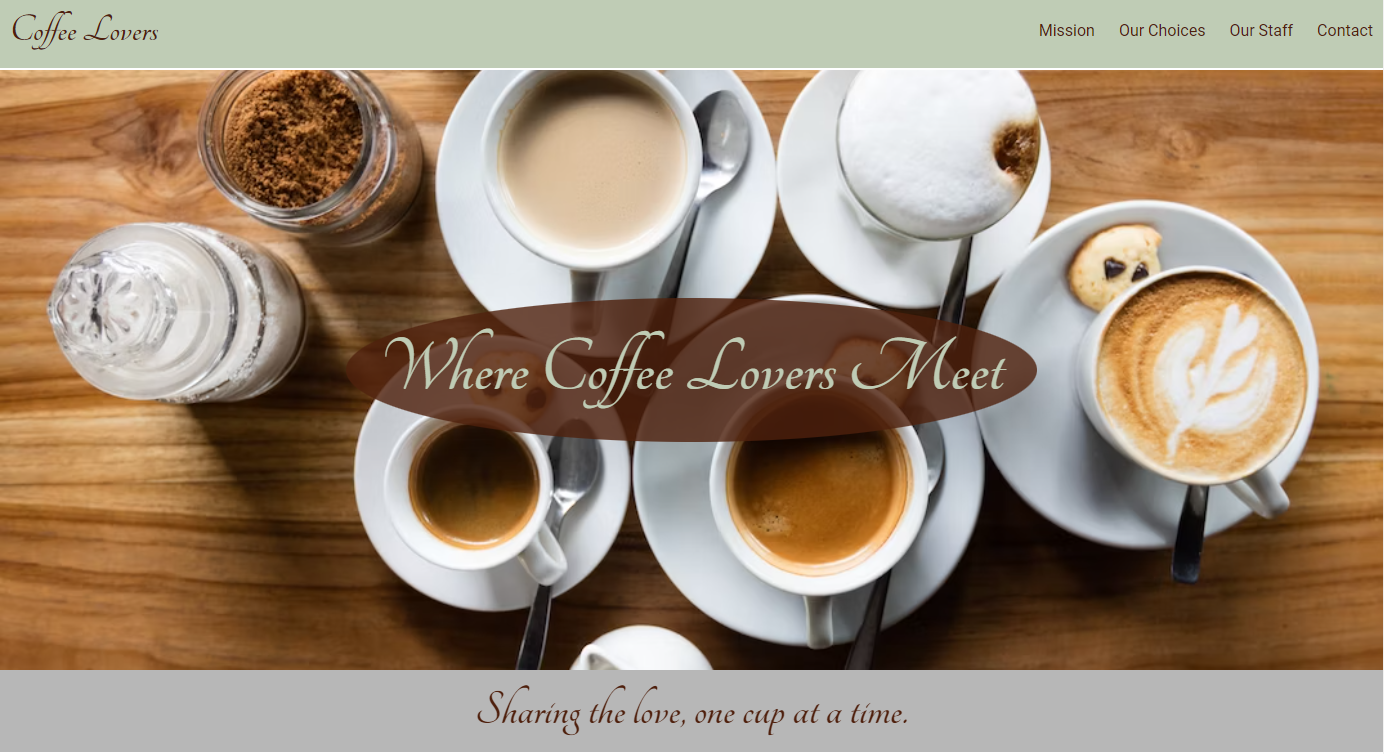 Coffee Lovers
Mission Our Choices Our Staff Contact
Where Coffee Lovers Meet
Sharing the love, one cup at a time.